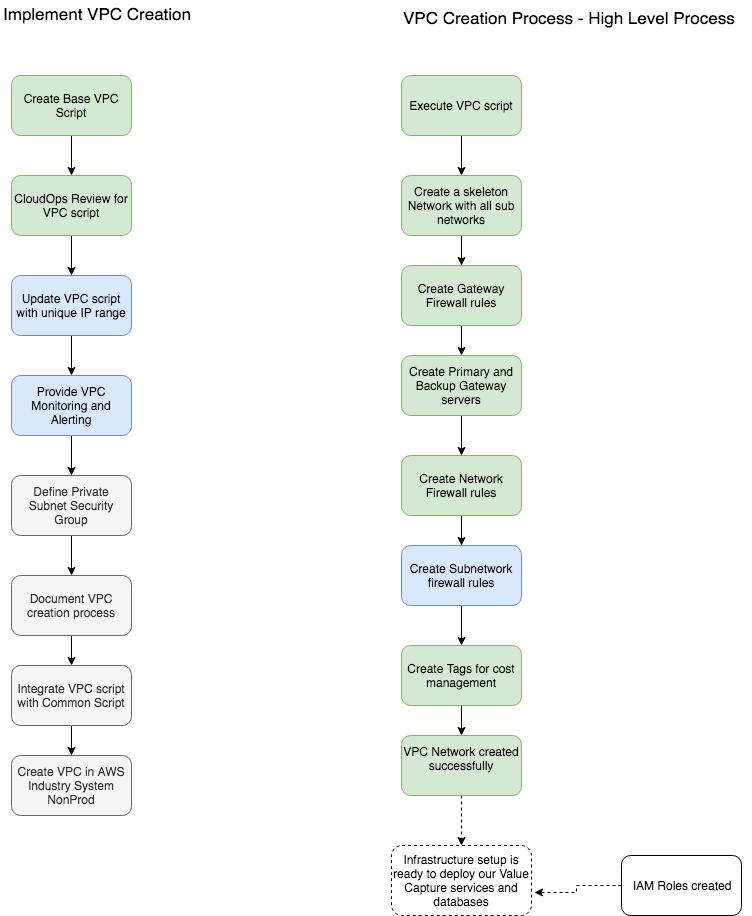 Implement VPC Creation
VPC Creation Process - High Level Process
Create Base VPC
Script
CloudOps Review for
VPC script
Update VPC script
with unique IP range
Provide VPC
Monitoring and
Alerting
Define Private
Subnet Security
Group
Document VPC
creation process
Integrate VPC script
with Common Script
Create VPC in AWS
Industry System
NonProd
Execute VPC script
Create a skeleton
Network with all sub
networks
Create Gateway
Firewall rules
Create Primary and
Backup Gateway
servers
Create Network
Firewall rules
Create Subnetwork
firewall rules
Create Tags for cost
management
VPC Network created
successfully
Infrastructure setup is
ready to deploy our Value
Capture services and
databases
IAM Roles created